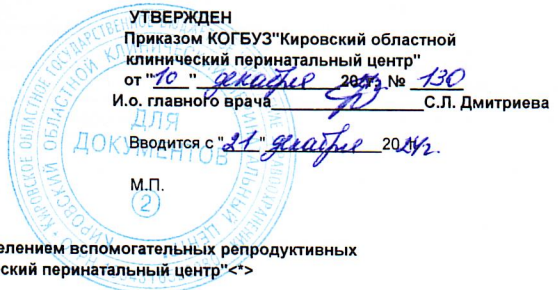 УТВЕРЖДЕН
Приказом КОГБУЗ"Кировский областной
клинический перинатальный центр"
от "10" декабря 20 г. № 130
И.о. главного врача С.Л. Дмитриева
ДЛЯ
ДОКУМЕНТОВ
Вводится с "21" декабря 20 г.
М.П.
2
елением вспомогательных репродуктивных
ский перинатальный центр"<*>